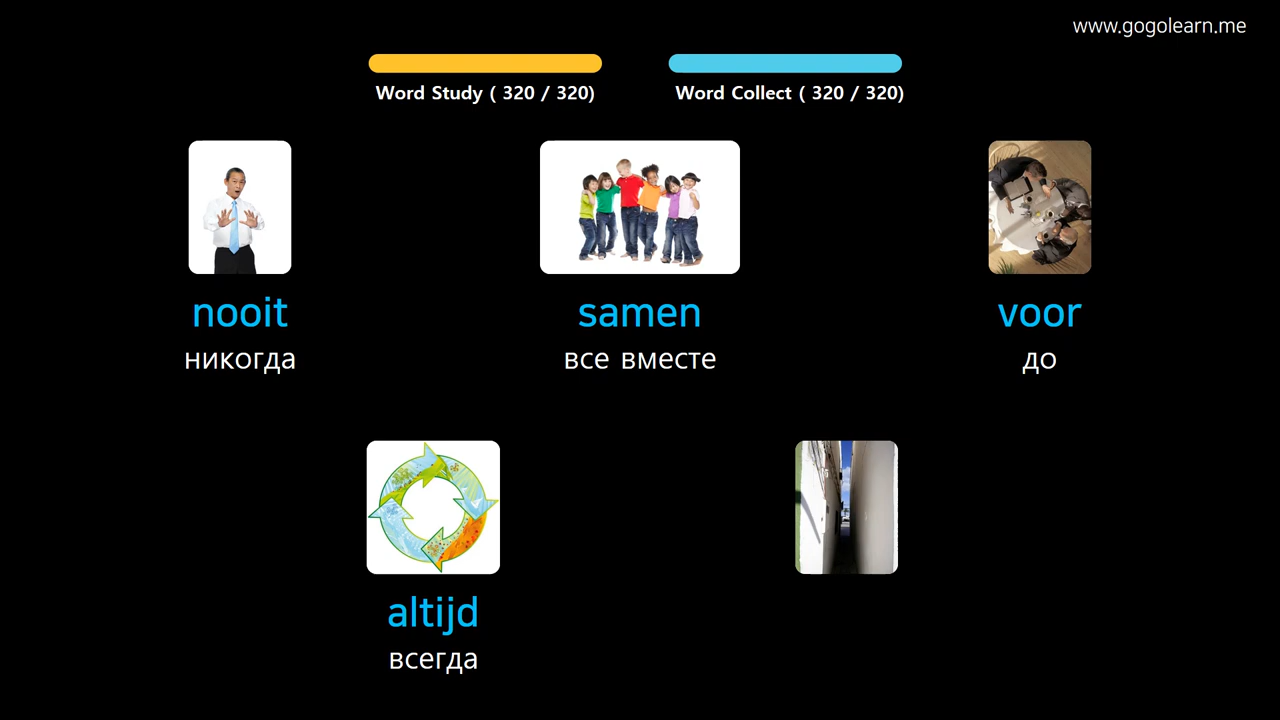 www.gogolearn.me
Word Study ( 320 / 320)
Word Collect ( 320 / 320)
nooit
samen
voor
никогда
все вместе
до
altijd
всегда